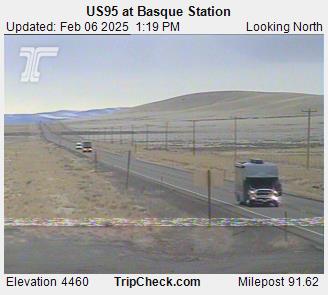 US95 at Basque Station
Updated: Feb 06 2025 1:19 PM Looking North
Elevation 4460 TripCheck.com Milepost 91.62